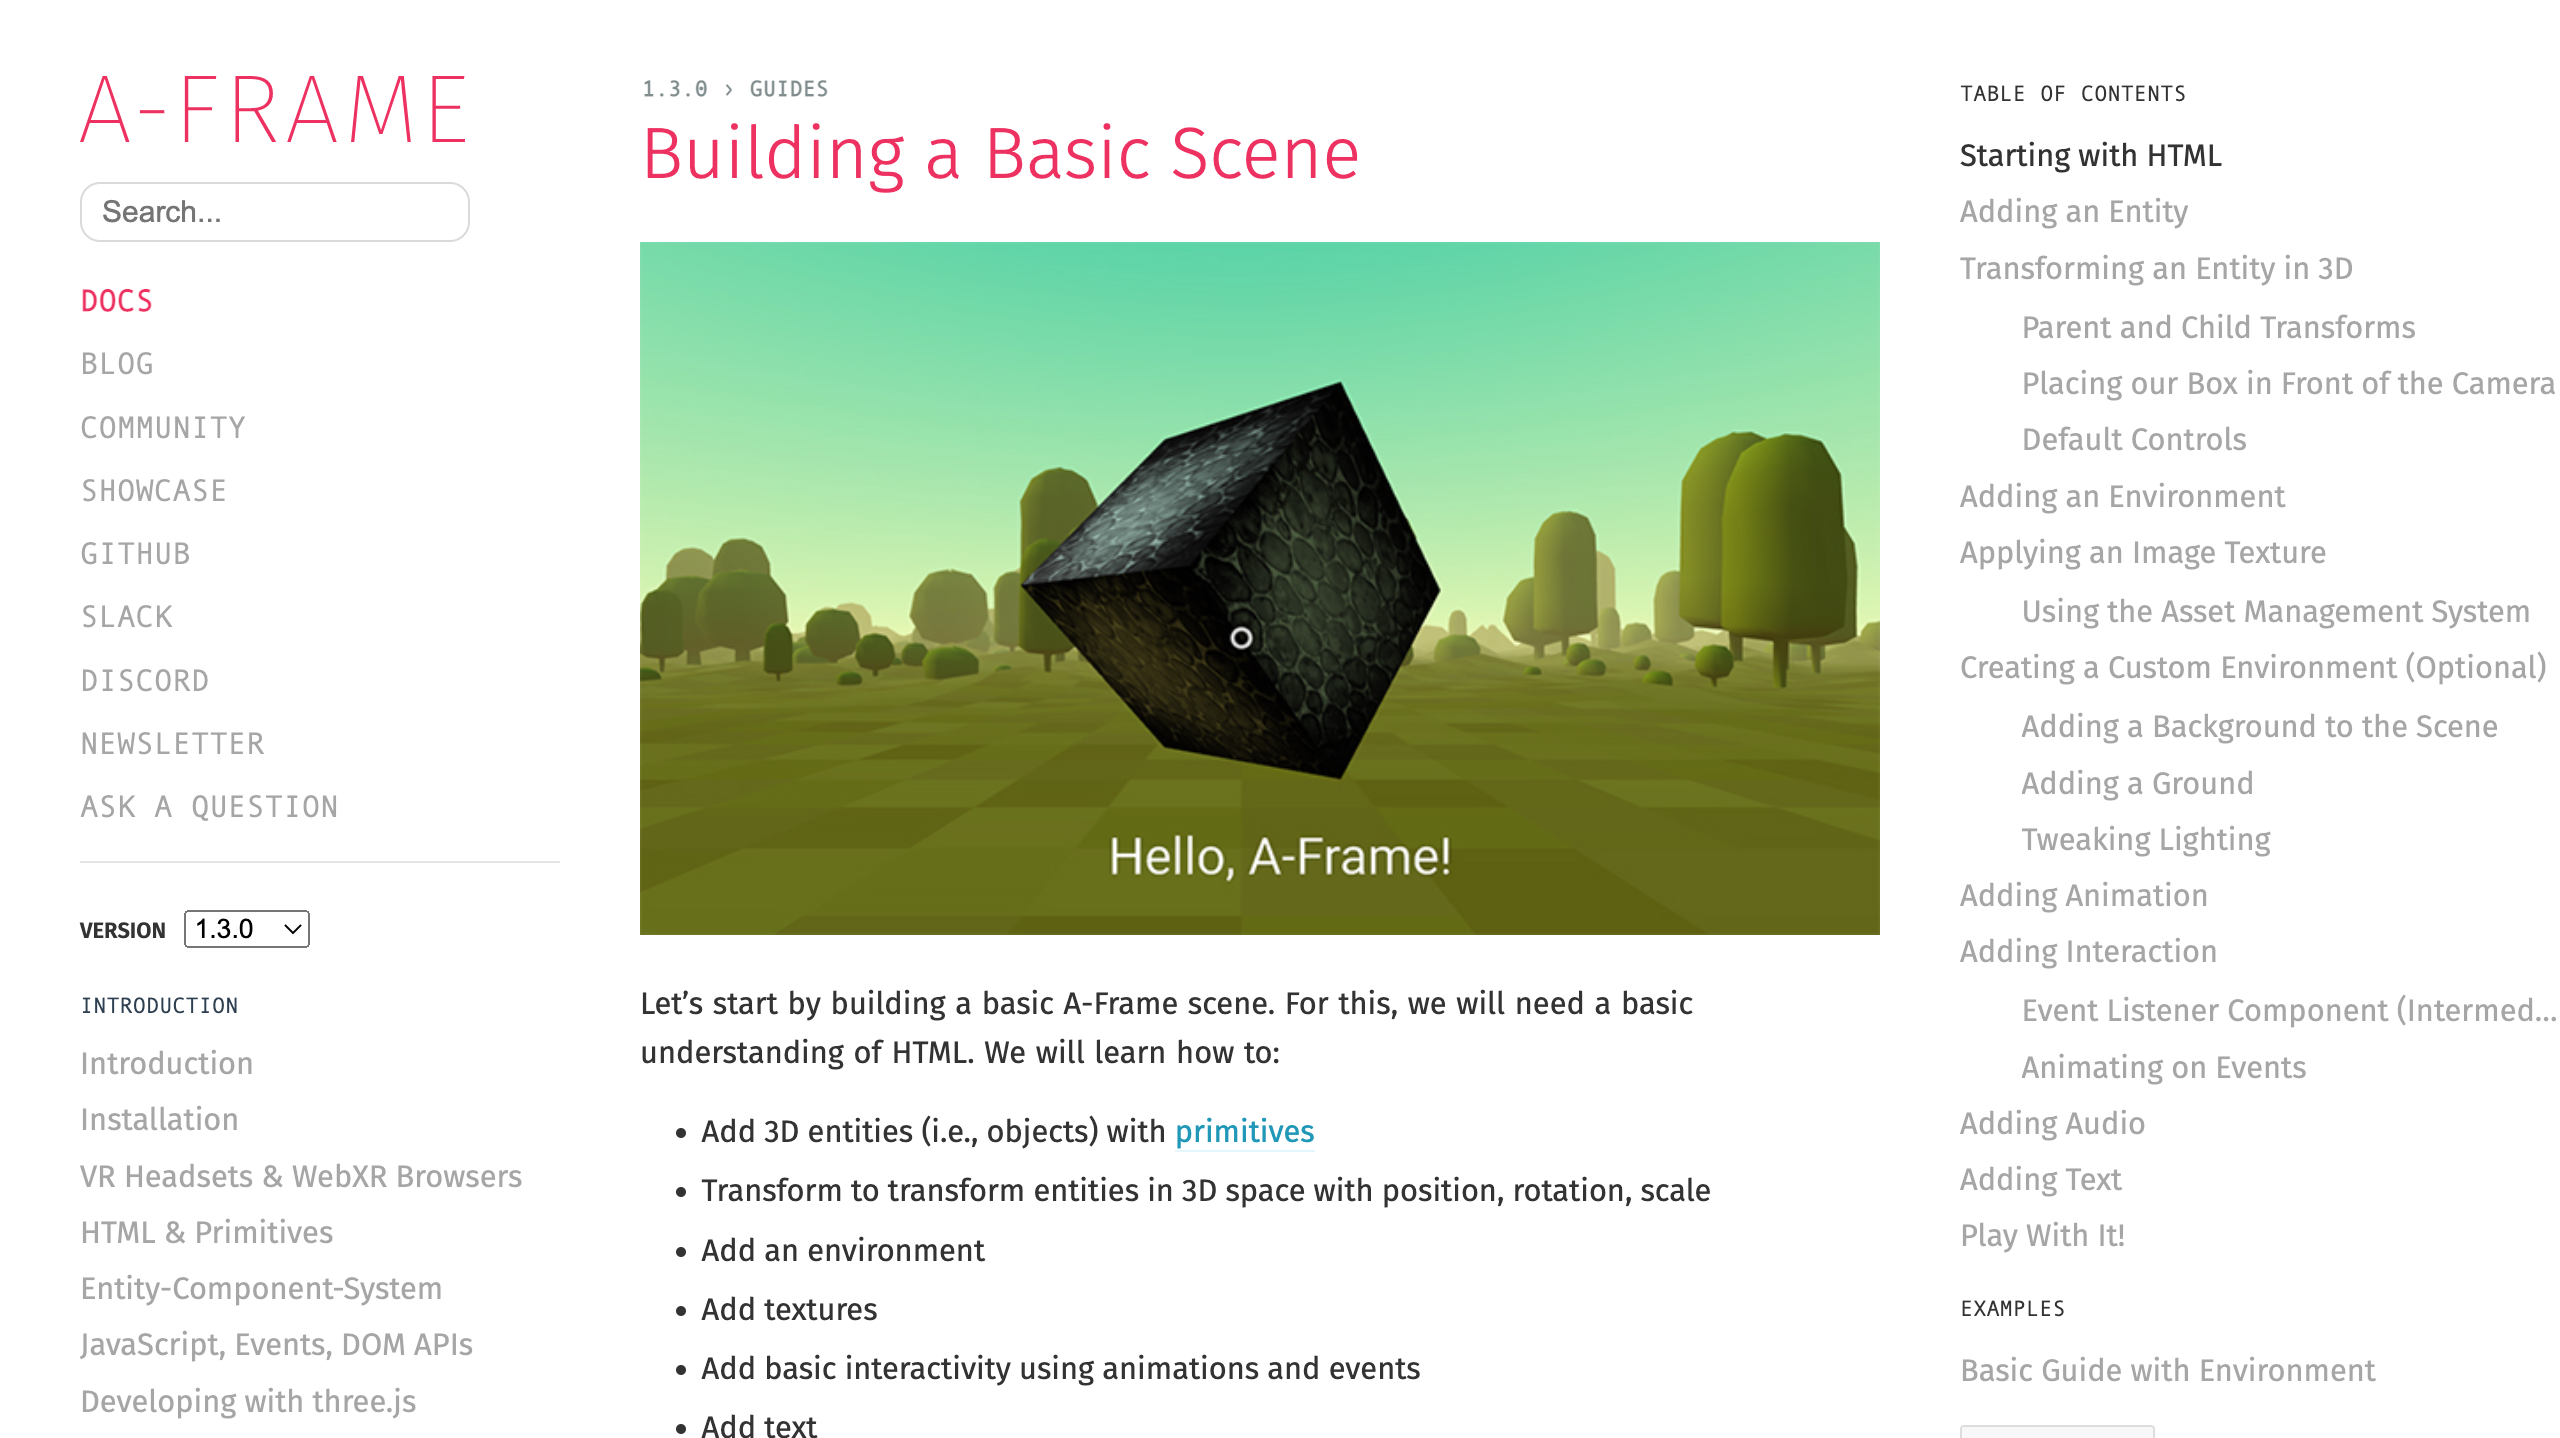 A-FRAME
Search...
DOCS
BLOG
COMMUNITY
SHOWCASE
GITHUB
SLACK
DISCORD
NEWSLETTER
ASK A QUESTION
VERSION 1.3.0
INTRODUCTION
Introduction
Installation
VR Headsets & WebXR Browsers
HTML & Primitives
Entity-Component-System
JavaScript, Events, DOM APIs
Developing with three.js
1.3.0 › GUIDES
Building a Basic Scene
Hello, A-Frame!
Let’s start by building a basic A-Frame scene. For this, we will need a basic
understanding of HTML. We will learn how to:
• Add 3D entities (i.e., objects) with primitives
• Transform to transform entities in 3D space with position, rotation, scale
• Add an environment
• Add textures
• Add basic interactivity using animations and events
• Add text
TABLE OF CONTENTS
Starting with HTML
Adding an Entity
Transforming an Entity in 3D
Parent and Child Transforms
Placing our Box in Front of the Camera
Default Controls
Adding an Environment
Applying an Image Texture
Using the Asset Management System
Creating a Custom Environment (Optional)
Adding a Background to the Scene
Adding a Ground
Tweaking Lighting
Adding Animation
Adding Interaction
Event Listener Component (Intermed...
Animating on Events
Adding Audio
Adding Text
Play With It!
EXAMPLES
Basic Guide with Environment